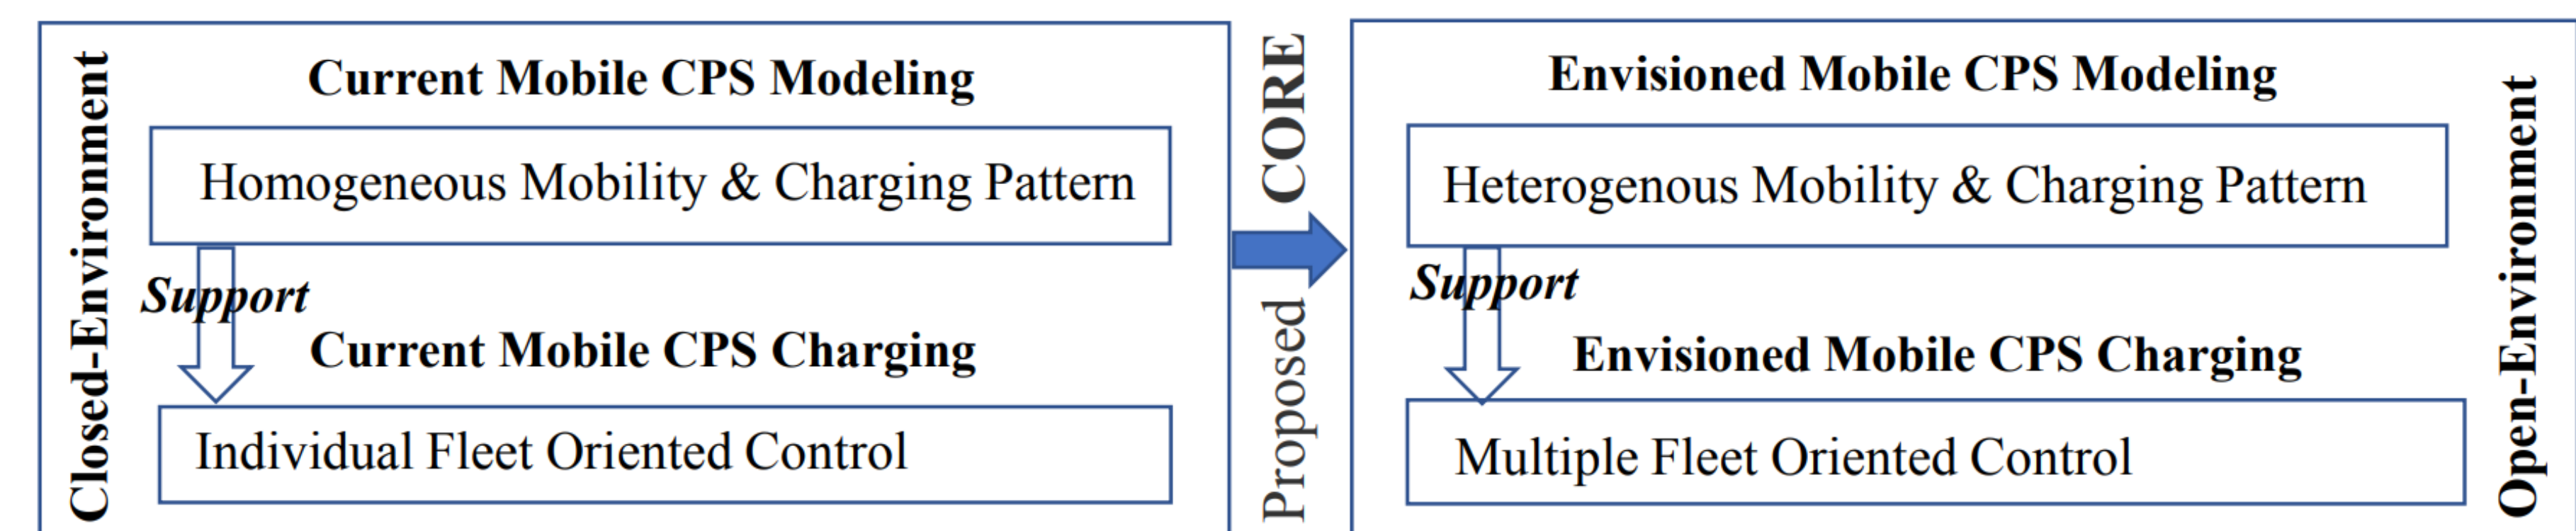 Closed-Environment
Current Mobile CPS Modeling
Homogeneous Mobility & Charging Pattern
Support
Current Mobile CPS Charging
Individual Fleet Oriented Control
Proposed CORE
Envisioned Mobile CPS Modeling
Heterogenous Mobility & Charging Pattern
Support
Envisioned Mobile CPS Charging
Multiple Fleet Oriented Control
Open-Environment